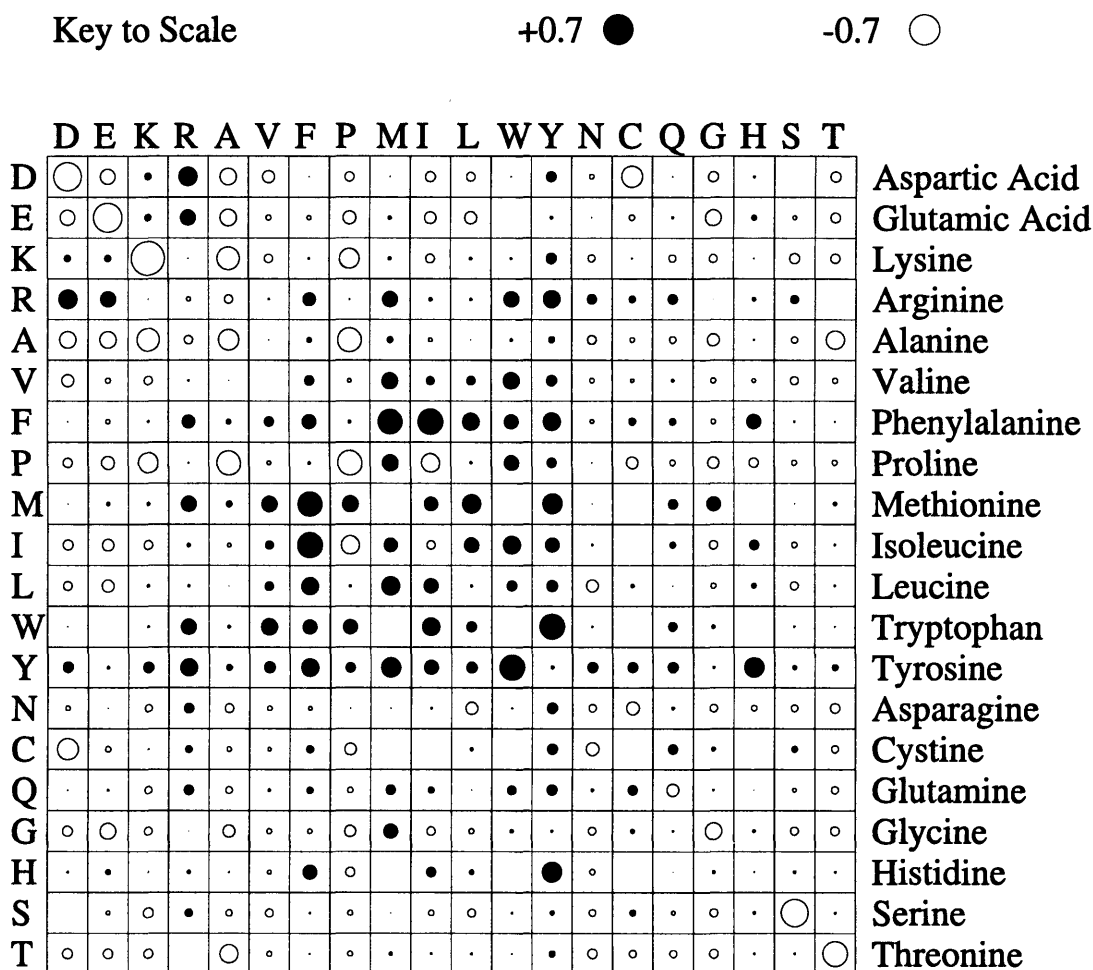 Key to Scale +0.7 -0.7
D E K R A V F P M I L W Y N C Q G H S T
D Aspartic Acid
E Glutamic Acid
K Lysine
R Arginine
A Alanine
V Valine
F Phenylalanine
P Proline
M Methionine
I Isoleucine
L Leucine
W Tryptophan
Y Tyrosine
N Asparagine
C Cystine
Q Glutamine
G Glycine
H Histidine
S Serine
T Threonine